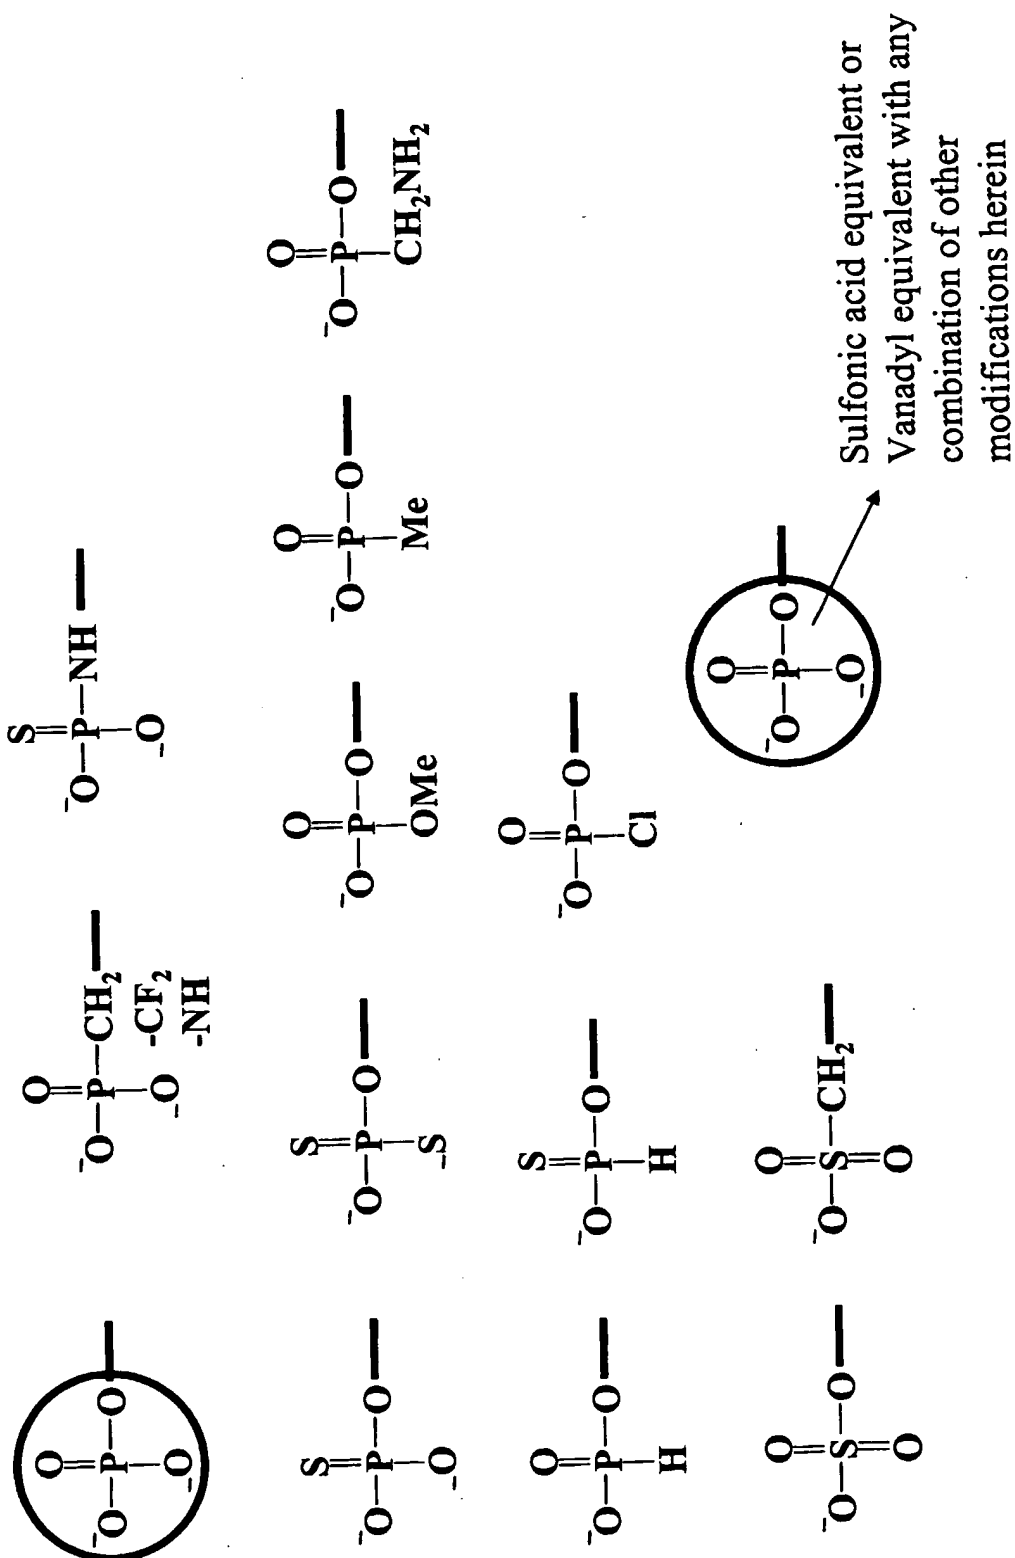 O O S
⁻O–P–O ⁻O–P–CH₂ ⁻O–P–NH
⁻O ⁻O -CF₂ ⁻O
-NH
S S O O O
⁻O–P–O ⁻O–P–O ⁻O–P–O ⁻O–P–O ⁻O–P–O
⁻O ⁻S OMe Me CH₂NH₂
O S O
⁻O–P–O ⁻O–P–O ⁻O–P–O
H H Cl
O O O
⁻O–S–O ⁻O–S–CH₂ ⁻O–P–O
O O ⁻O
Sulfonic acid equivalent or
Vanadyl equivalent with any
combination of other
modifications herein